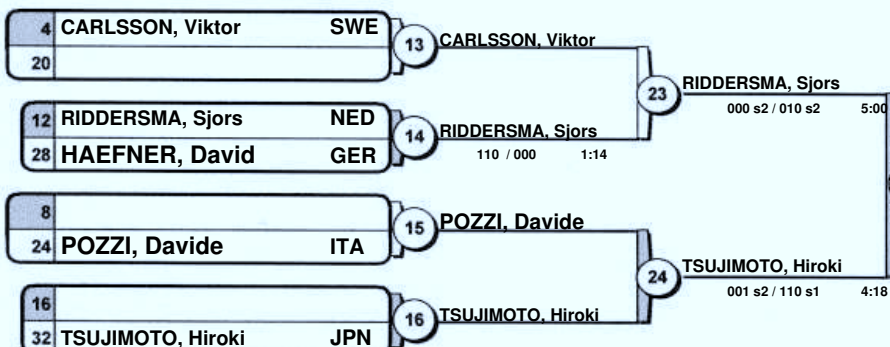 4 CARLSSON, Viktor SWE
20
13 CARLSSON, Viktor
12 RIDDERSMA, Sjors NED
28 HAEFNER, David GER
14 RIDDERSMA, Sjors
110 / 000 1:14
23 RIDDERSMA, Sjors
000 s2 / 010 s2 5:00
8
24 POZZI, Davide ITA
15 POZZI, Davide
16
32 TSUJIMOTO, Hiroki JPN
16 TSUJIMOTO, Hiroki
24 TSUJIMOTO, Hiroki
001 s2 / 110 s1 4:18